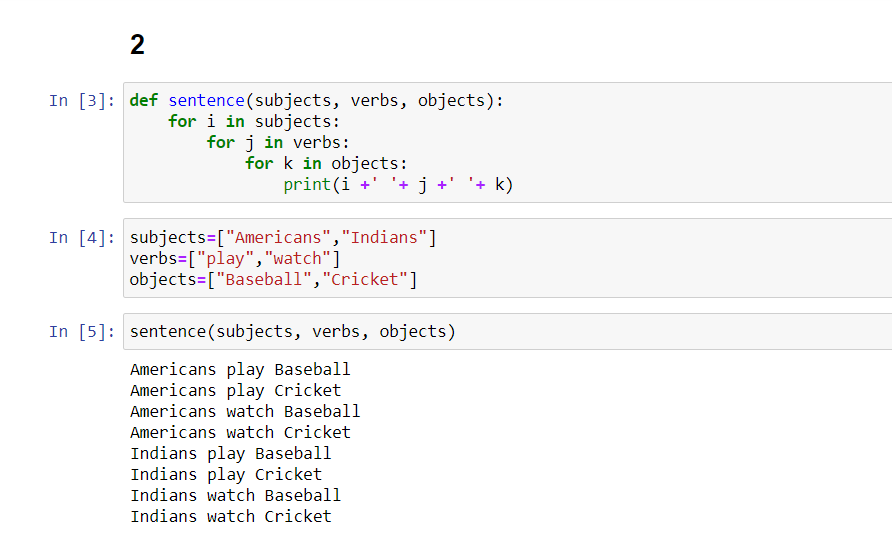 2
In [3]: def sentence(subjects, verbs, objects):
    for i in subjects:
        for j in verbs:
            for k in objects:
                print(i +' '+ j +' '+ k)
In [4]: subjects=["Americans","Indians"]
verbs=["play","watch"]
objects=["Baseball","Cricket"]
In [5]: sentence(subjects, verbs, objects)
Americans play Baseball
Americans play Cricket
Americans watch Baseball
Americans watch Cricket
Indians play Baseball
Indians play Cricket
Indians watch Baseball
Indians watch Cricket